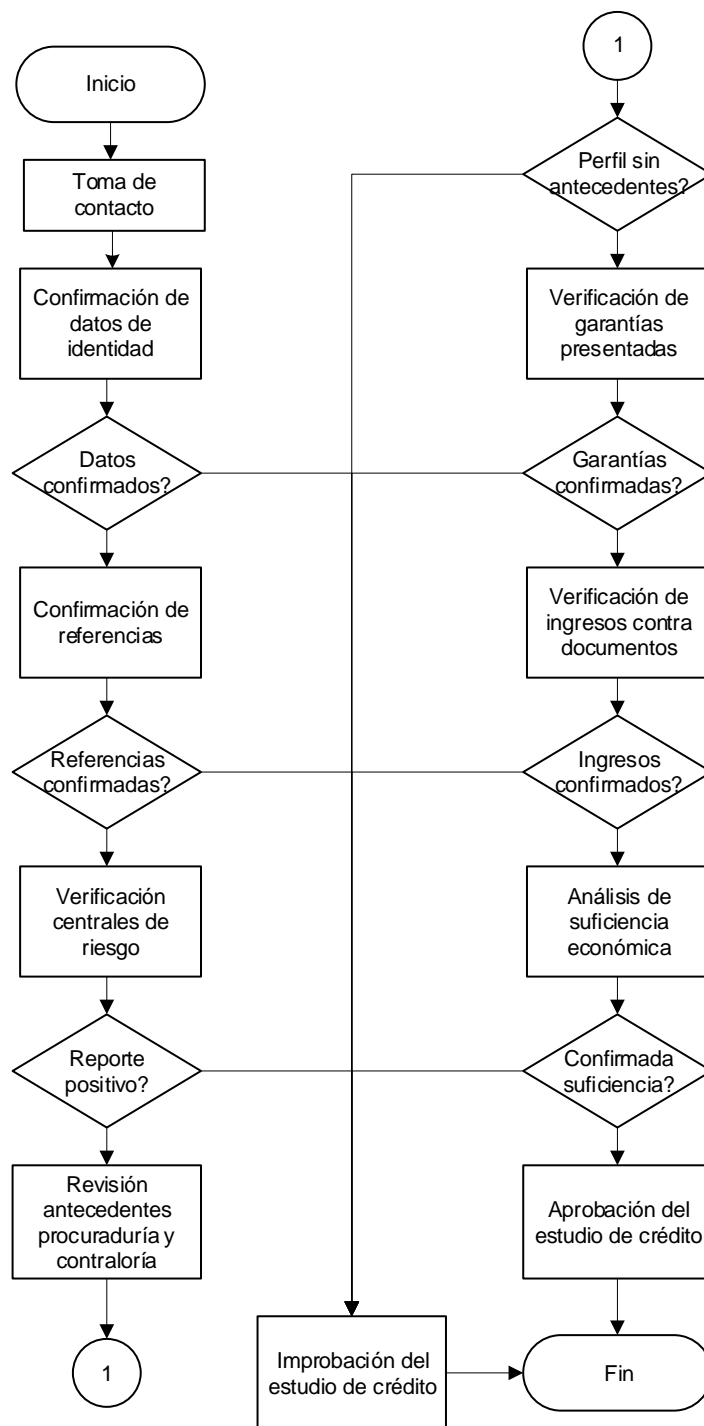 Inicio
Toma de
contacto
Confirmación de
datos de
identidad
Datos
confirmados?
Confirmación de
referencias
Referencias
confirmadas?
Verificación
centrales de
riesgo
Reporte
positivo?
Revisión
antecedentes
procuraduría y
contraloría
1
1
Perfil sin
antecedentes?
Verificación de
garantías
presentadas
Garantías
confirmadas?
Verificación de
ingresos contra
documentos
Ingresos
confirmados?
Análisis de
suficiencia
económica
Confirmada
suficiencia?
Aprobación del
estudio de crédito
Improbación del
estudio de crédito
Fin